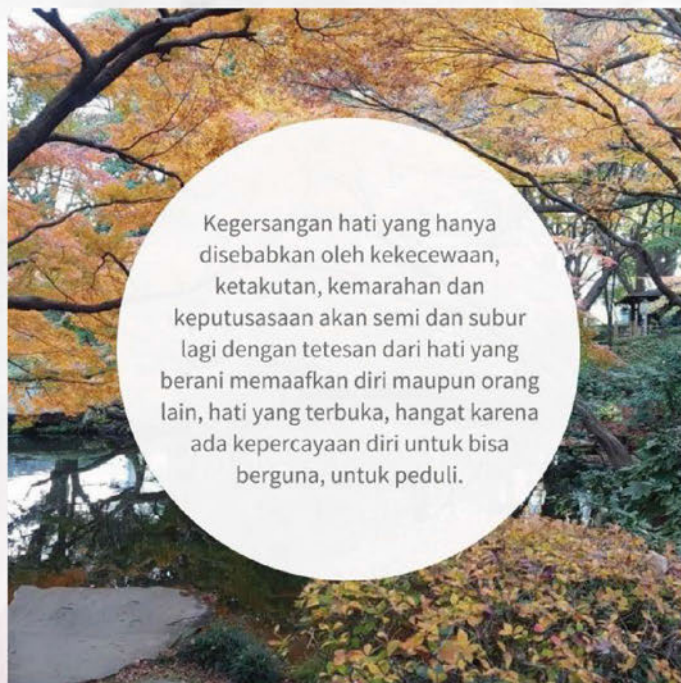 Kegersangan hati yang hanya
disebabkan oleh kekecewaan,
ketakutan, kemarahan dan
keputusasaan akan semi dan subur
lagi dengan tetesan dari hati yang
berani memaafkan diri maupun orang
lain, hati yang terbuka, hangat karena
ada kepercayaan diri untuk bisa
berguna, untuk peduli.